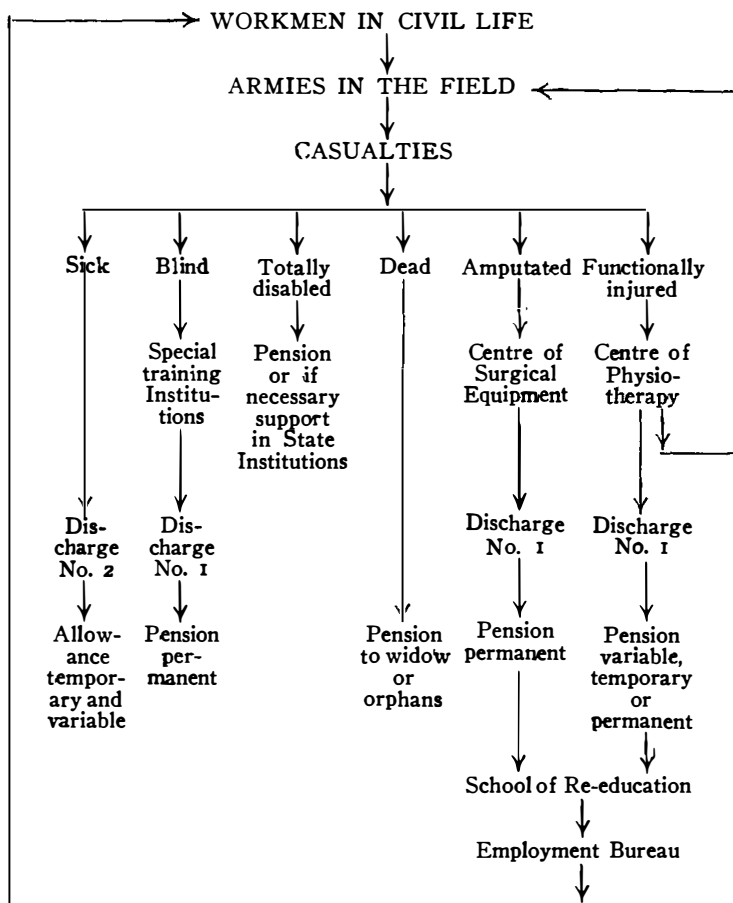 WORKMEN IN CIVIL LIFE
ARMIES IN THE FIELD
CASUALTIES
Sick
Blind
Totally
disabled
Dead
Amputated
Functionally
injured
Special
training
Institu-
tions
Pension
or if
necessary
support
in State
Institutions
Centre of
Surgical
Equipment
Centre of
Physio-
therapy
Dis-
charge
No. 2
Dis-
charge
No. 1
Discharge
No. 1
Discharge
No. 1
Allow-
ance
tempor-
ary and
variable
Pension
per-
manent
Pension
to widow
or
orphans
Pension
permanent
Pension
variable,
temporary
or
permanent
School of Re-education
Employment Bureau